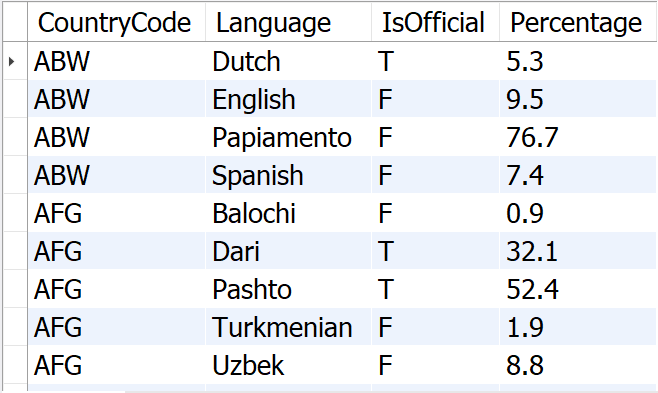 CountryCode Language IsOfficial Percentage
ABW Dutch T 5.3
ABW English F 9.5
ABW Papiamento F 76.7
ABW Spanish F 7.4
AFG Balochi F 0.9
AFG Dari T 32.1
AFG Pashto T 52.4
AFG Turkmenian F 1.9
AFG Uzbek F 8.8